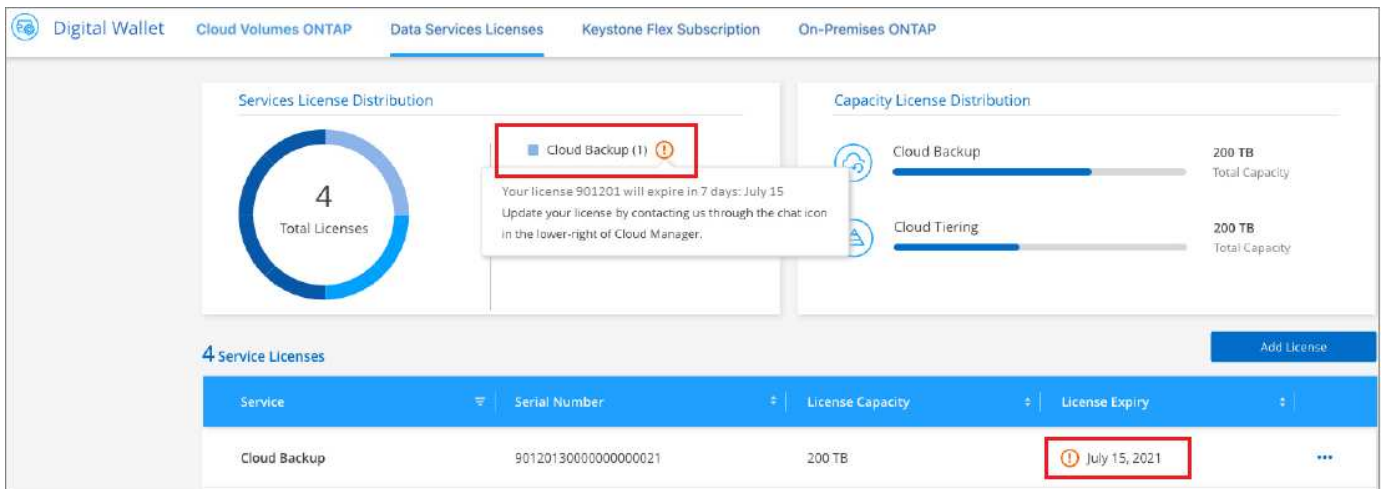 Digital Wallet
Cloud Volumes ONTAP
Data Services Licenses
Keystone Flex Subscription
On-Premises ONTAP
Services License Distribution
4
Total Licenses
Cloud Backup (1)
Your license 901201 will expire in 7 days: July 15
Update your license by contacting us through the chat icon
in the lower-right of Cloud Manager.
Capacity License Distribution
Cloud Backup
200 TB
Total Capacity
Cloud Tiering
200 TB
Total Capacity
4 Service Licenses
Add License
Service
Serial Number
License Capacity
License Expiry
Cloud Backup
90120130000000000021
200 TB
July 15, 2021